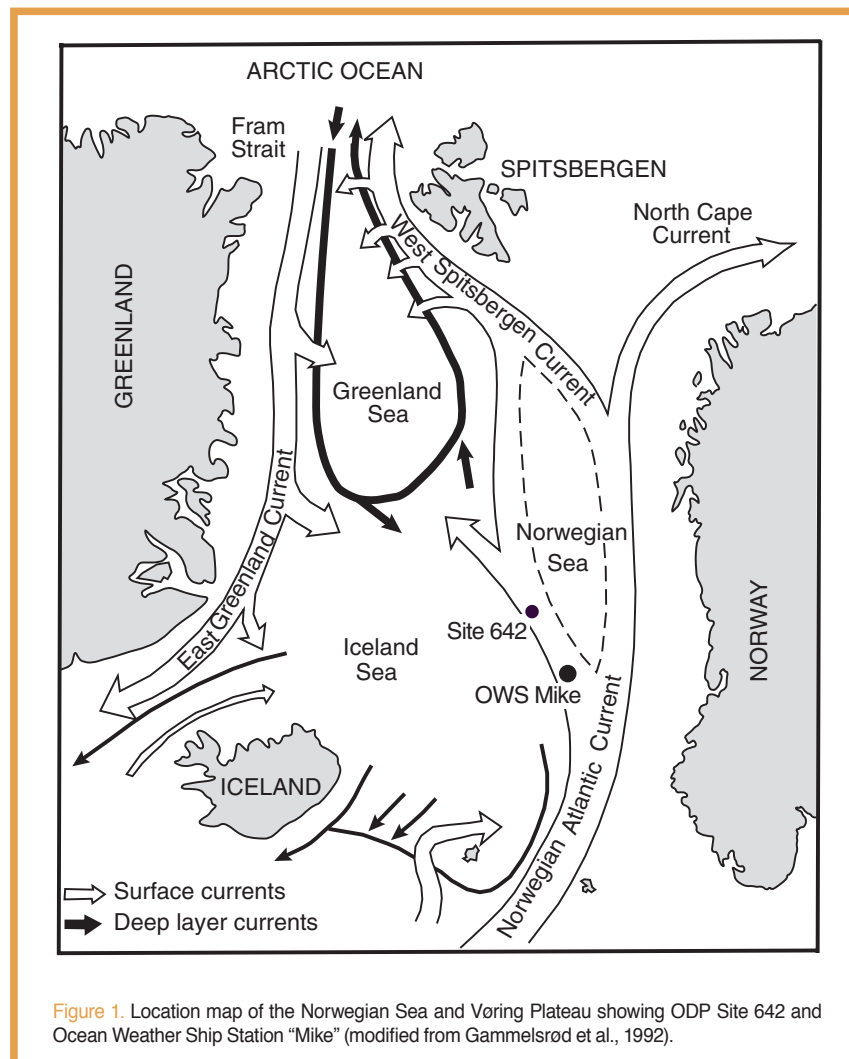 ARCTIC OCEAN
Fram
Strait
SPITSBERGEN
North Cape
Current
West Spitsbergen Current
GREENLAND
Greenland
Sea
East Greenland Current
Norwegian
Sea
Site 642
Iceland
Sea
OWS Mike
NORWAY
Norwegian Atlantic Current
ICELAND
Surface currents
Deep layer currents
Figure 1. Location map of the Norwegian Sea and Vøring Plateau showing ODP Site 642 and
Ocean Weather Ship Station “Mike” (modified from Gammelsrød et al., 1992).